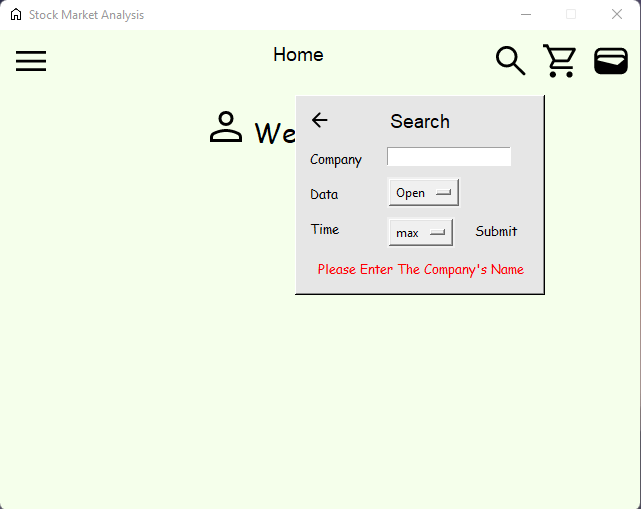 Stock Market Analysis
Home
We
Search
Company
Data Open
Time max Submit
Please Enter The Company's Name